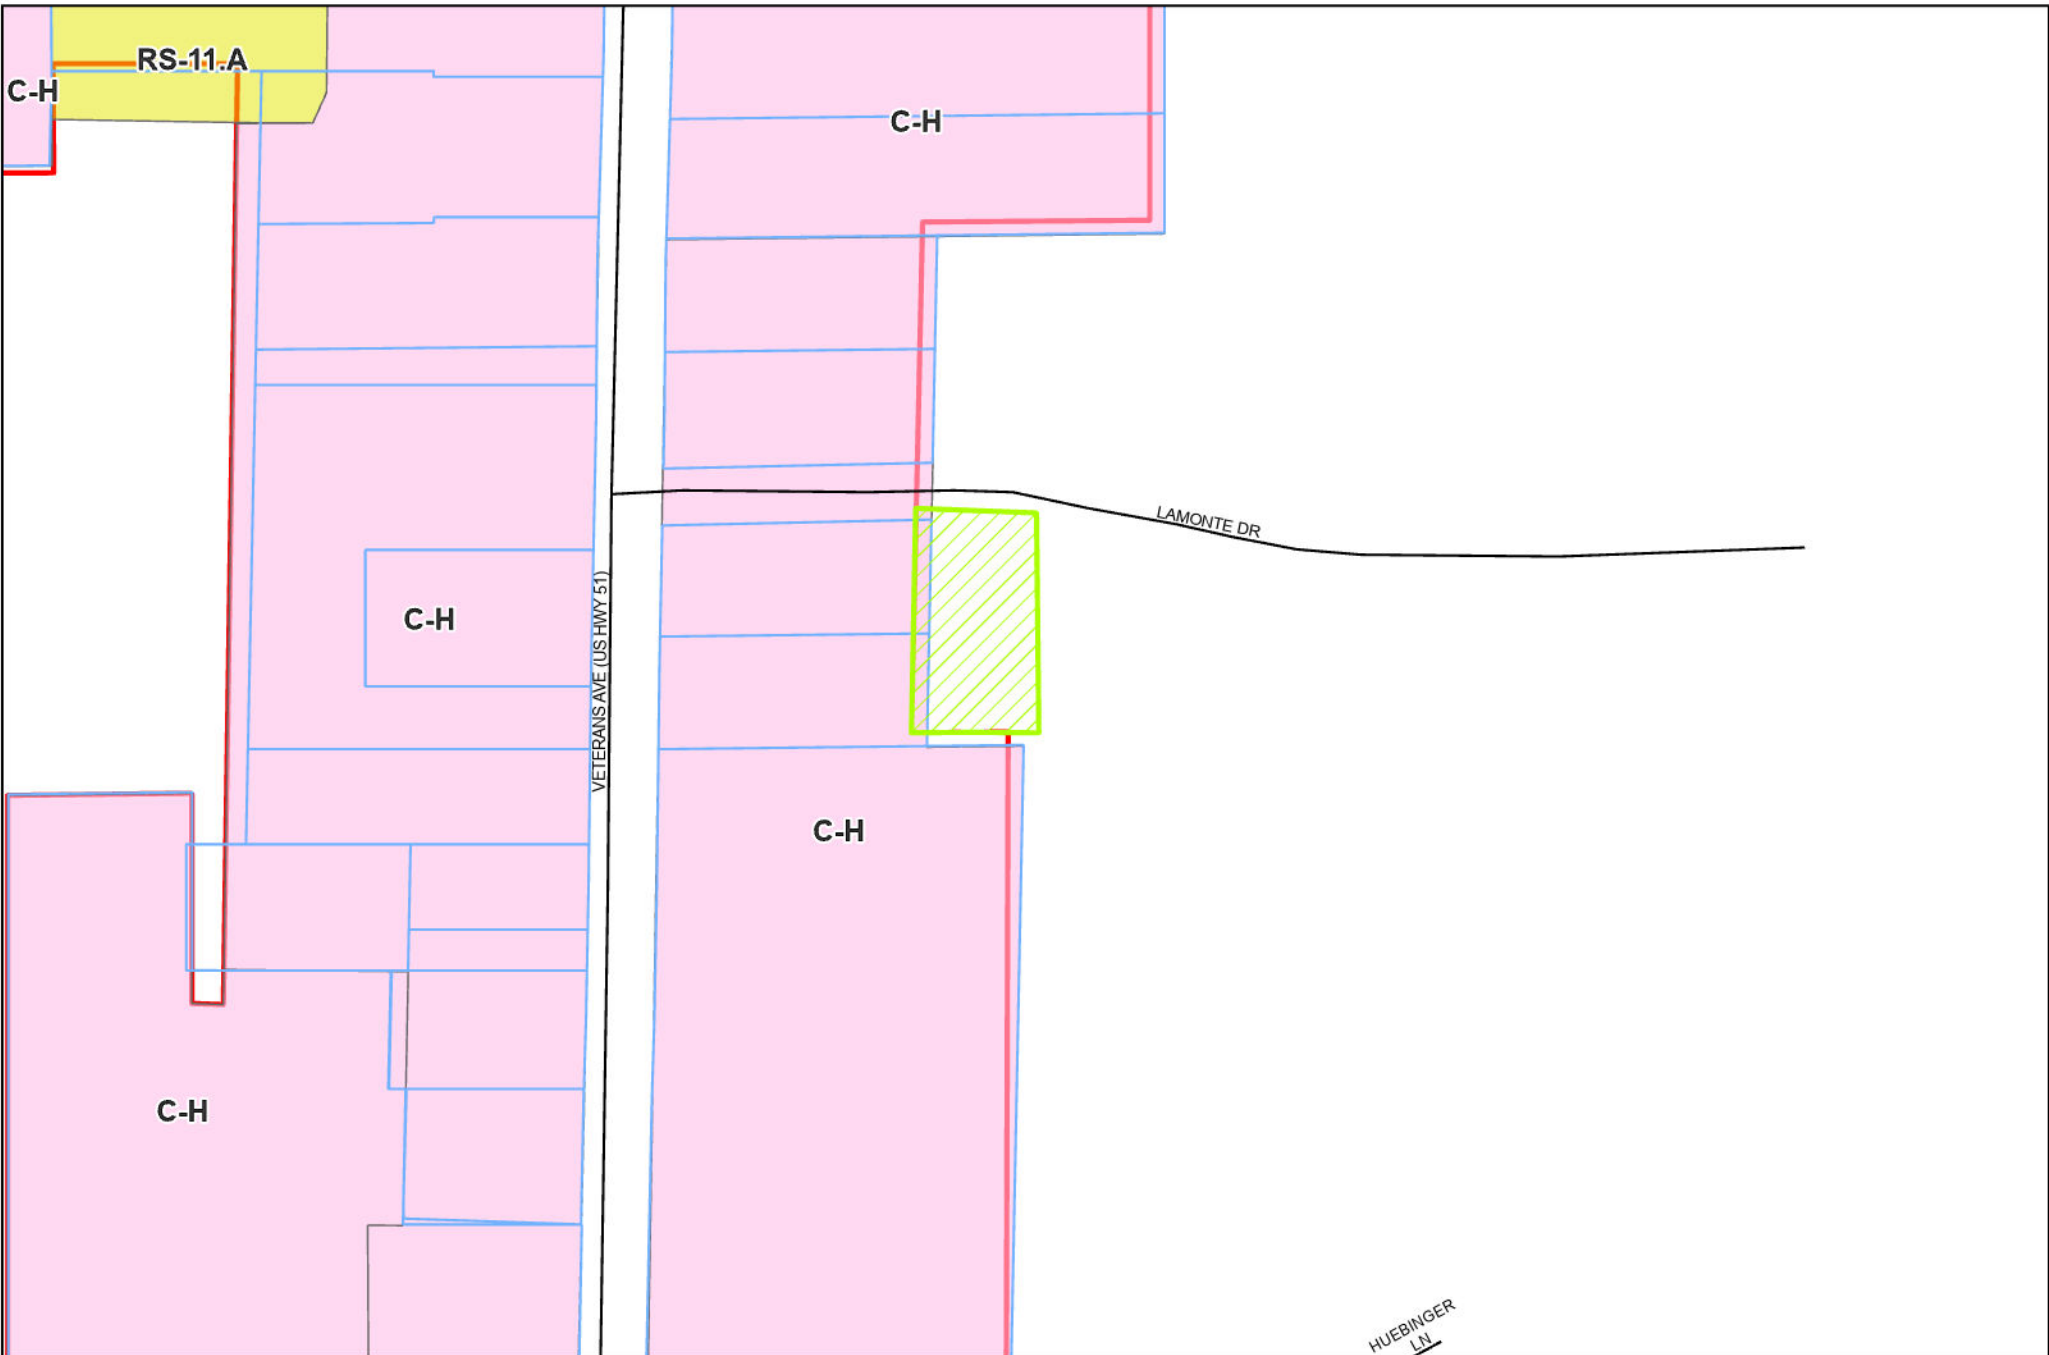 RS-11.A
C-H
C-H
LAMONTE DR
VETERANS AVE (US HWY 51)
C-H
C-H
C-H
HUEBINGER
LN